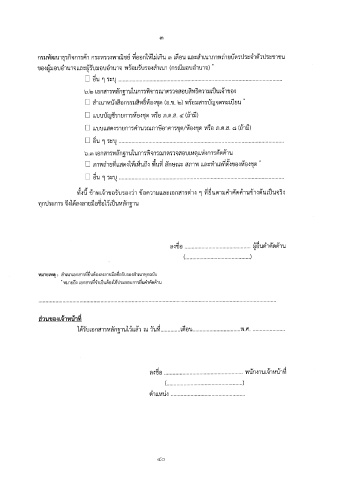 ๓
กรมพัฒนาธุรกิจการค้า กระทรวงพาณิชย์ ที่ออกให้ไม่เกิน ๓ เดือน และสำเนาภาพถ่ายบัตรประจำตัวประชาชน
ของผู้มอบอำนาจและผู้รับมอบอำนาจ พร้อมรับรองสำเนา (กรณีมอบอำนาจ) *
☐ อื่น ๆ ระบุ ........................................................................
๖.๒ เอกสารหลักฐานในการพิจารณาตรวจสอบสิทธิความเป็นเจ้าของ
☐ สำเนาหนังสือกรรมสิทธิ์ห้องชุด (อ.ช. ๒) พร้อมสารบัญจดทะเบียน *
☐ แบบบัญชีรายการห้องชุด หรือ ภ.ด.ส. ๔ (ถ้ามี)
☐ แบบแสดงรายการคำนวณภาษีอาคารชุด/ห้องชุด หรือ ภ.ด.ส. ๘ (ถ้ามี)
☐ อื่น ๆ ระบุ ........................................................................
๖.๓ เอกสารหลักฐานในการพิจารณาตรวจสอบเหตุแห่งการคัดค้าน
☐ ภาพถ่ายที่แสดงให้เห็นถึง พื้นที่ ลักษณะ สภาพ และทำเลที่ตั้งของห้องชุด *
☐ อื่น ๆ ระบุ ........................................................................
ทั้งนี้ ข้าพเจ้าขอรับรองว่า ข้อความและเอกสารต่าง ๆ ที่ยื่นตามคำคัดค้านข้างต้นเป็นจริง
ทุกประการ จึงได้ลงลายมือชื่อไว้เป็นหลักฐาน
ลงชื่อ ........................................ ผู้ยื่นคำคัดค้าน
(........................................)
หมายเหตุ : สำเนาเอกสารที่ยื่นต้องลงลายมือชื่อรับรองสำเนาทุกฉบับ
* หมายถึง เอกสารที่จำเป็นต้องใช้ประกอบการยื่นคำคัดค้าน
........................................................................
ส่วนของเจ้าหน้าที่
ได้รับเอกสารหลักฐานไว้แล้ว ณ วันที่............เดือน..............................พ.ศ. ....................
ลงชื่อ ........................................ พนักงานเจ้าหน้าที่
(........................................)
ตำแหน่ง ........................................
๔๐